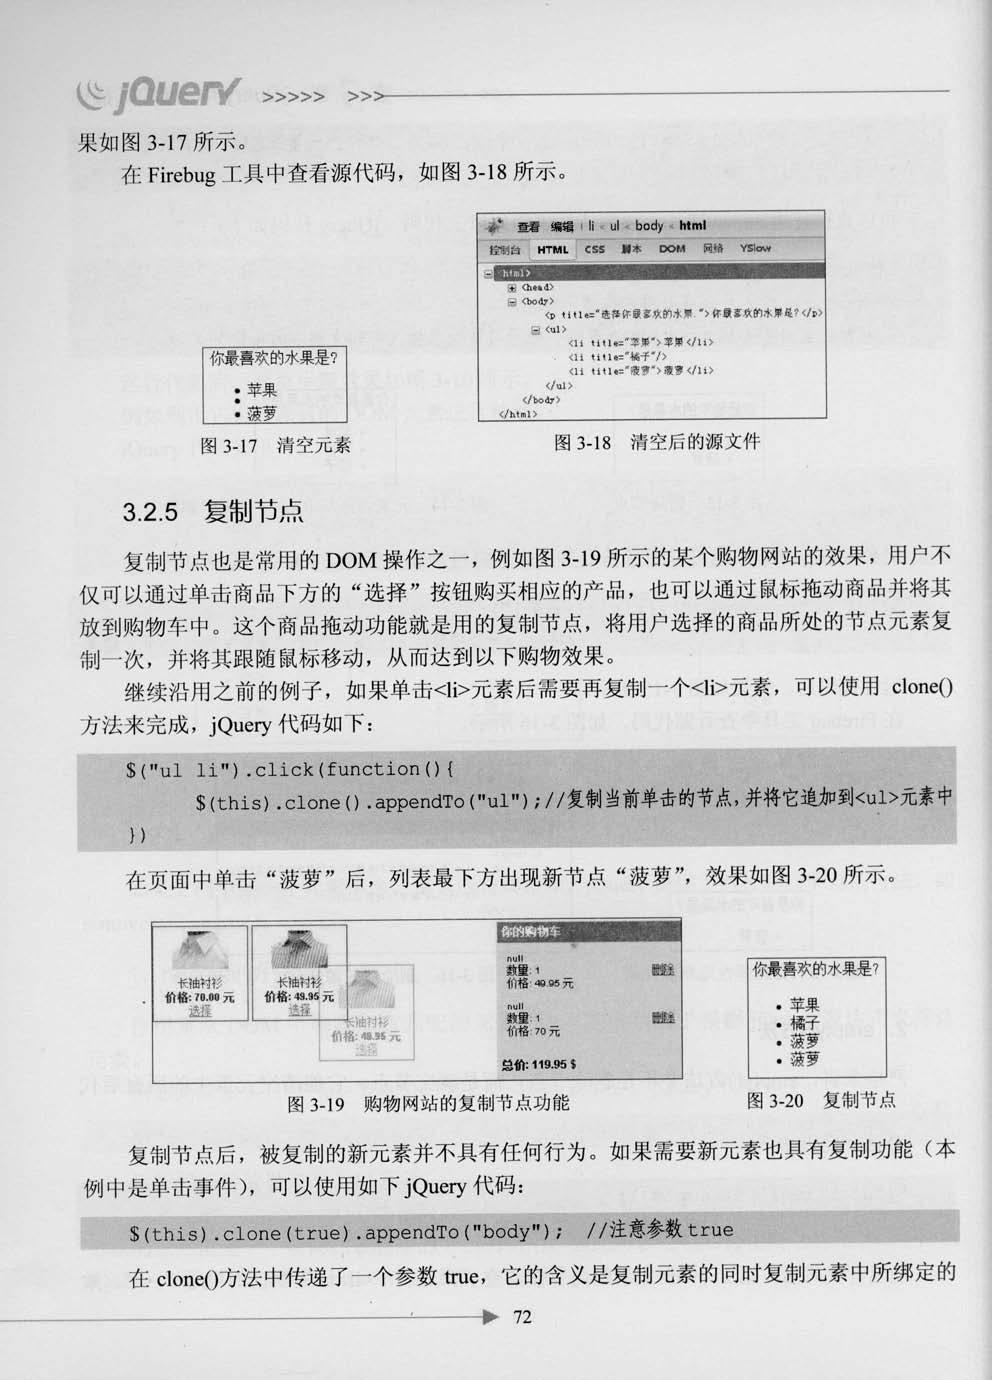 jQuery >>>>> >>>
果如图 3-17 所示。
在 Firebug 工具中查看源代码，如图 3-18 所示。
查看 编辑 | li < ul < body < html
控制台 HTML CSS 脚本 DOM 网络 YSlow
<html>
<head>
<body>
<p title="选择你最喜欢的水果.">你最喜欢的水果是?</p>
<ul>
<li title="苹果">苹果</li>
<li title="橘子"/>
<li title="菠萝">菠萝</li>
</ul>
</body>
</html>
你最喜欢的水果是?
• 苹果
•
• 菠萝
图 3-17 清空元素
图 3-18 清空后的源文件
3.2.5 复制节点
复制节点也是常用的 DOM 操作之一，例如图 3-19 所示的某个购物网站的效果，用户不
仅可以通过单击商品下方的“选择”按钮购买相应的产品，也可以通过鼠标拖动商品并将其
放到购物车中。这个商品拖动功能就是用的复制节点，将用户选择的商品所处的节点元素复
制一次，并将其跟随鼠标移动，从而达到以下购物效果。
继续沿用之前的例子，如果单击<li>元素后需要再复制一个<li>元素，可以使用 clone()
方法来完成，jQuery 代码如下：
$("ul li").click(function(){
$(this).clone().appendTo("ul");//复制当前单击的节点,并将它追加到<ul>元素中
})
在页面中单击“菠萝”后，列表最下方出现新节点“菠萝”，效果如图 3-20 所示。
长袖衬衫
价格: 70.00 元
选择
长袖衬衫
价格: 49.95 元
选择
长袖衬衫
价格: 49.95 元
选择
你的购物车
null
数量: 1
价格: 49.95 元
删除
null
数量: 1
价格: 70 元
删除
总价: 119.95 $
你最喜欢的水果是?
• 苹果
• 橘子
• 菠萝
• 菠萝
图 3-19 购物网站的复制节点功能
图 3-20 复制节点
复制节点后，被复制的新元素并不具有任何行为。如果需要新元素也具有复制功能（本
例中是单击事件），可以使用如下 jQuery 代码：
$(this).clone(true).appendTo("body"); //注意参数 true
在 clone()方法中传递了一个参数 true，它的含义是复制元素的同时复制元素中所绑定的
72